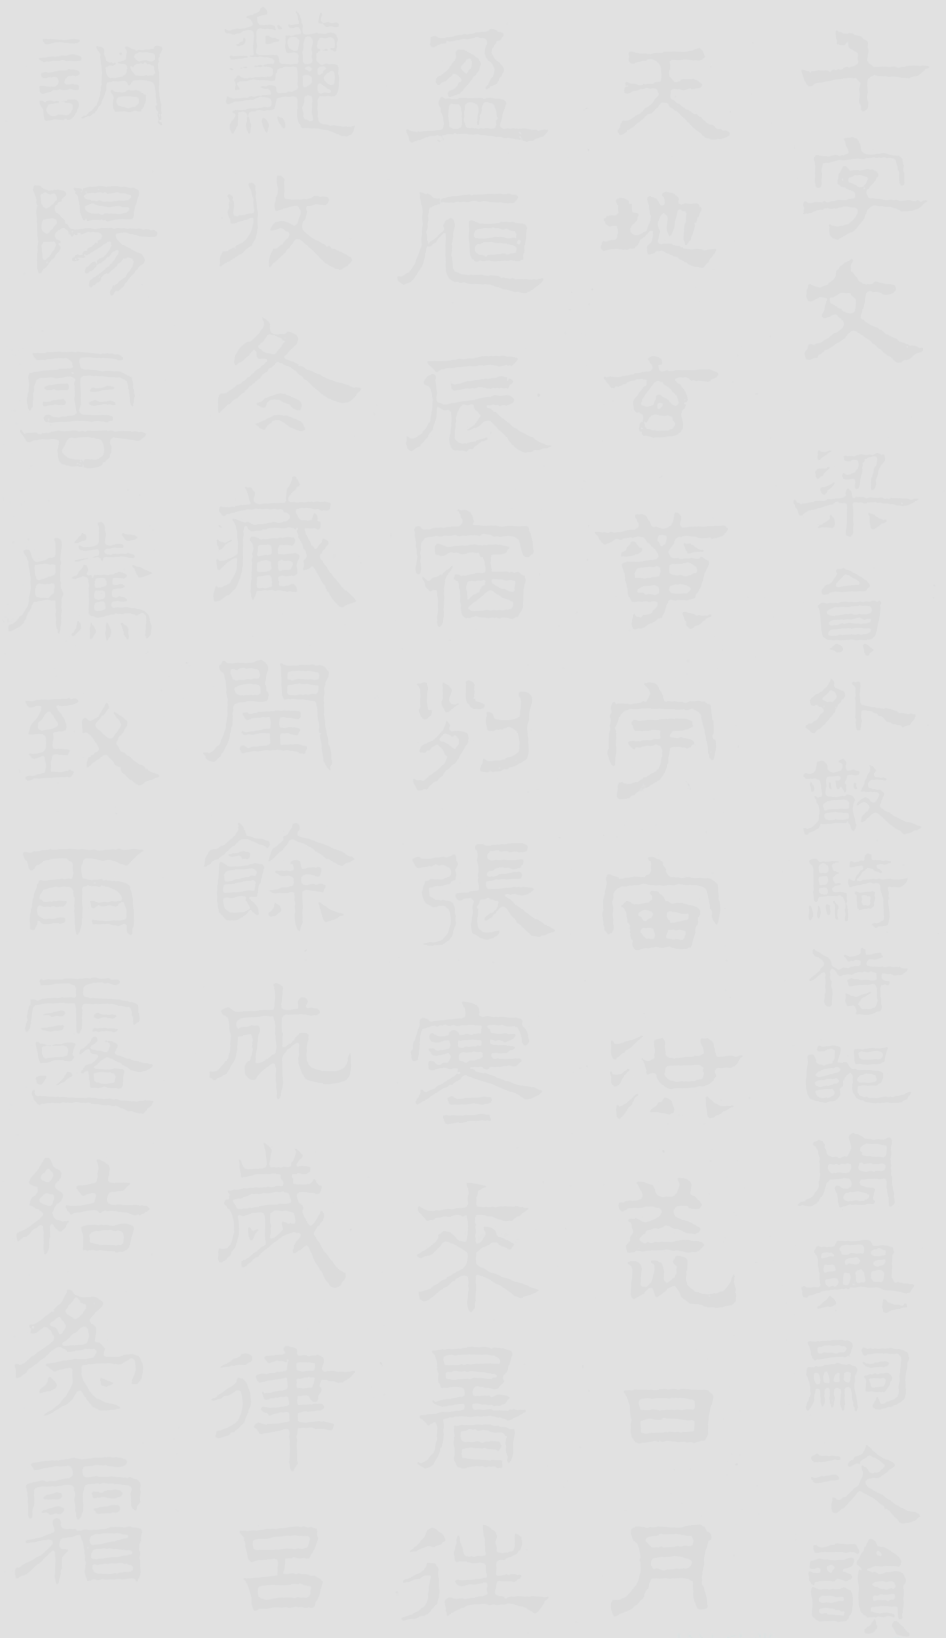 千字文 梁員外散騎侍郎周興嗣次韻
天地玄黃宇宙洪荒日月
盈昃辰宿列張寒來暑往
秋收冬藏閏餘成歲律呂
調陽雲騰致雨露結為霜